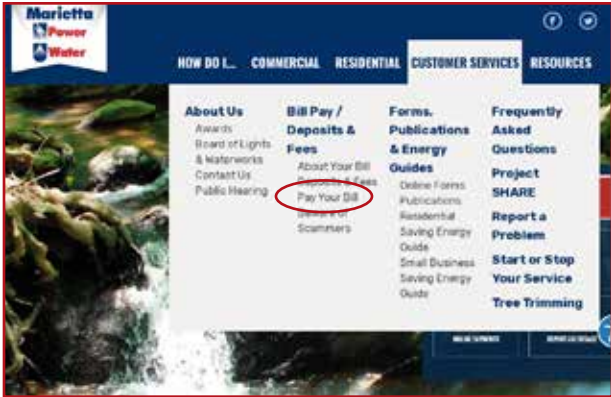 Marietta
Power
Water
HOW DO I...
COMMERCIAL
RESIDENTIAL
CUSTOMER SERVICES
RESOURCES
About Us
Awards
Board of Lights
& Waterworks
Contact Us
Public Hearing
Bill Pay /
Deposits &
Fees
About Your Bill
Deposits & Fees
Pay Your Bill
Beware of
Scammers
Forms,
Publications
& Energy
Guides
Online Forms
Publications
Residential
Saving Energy
Guide
Small Business
Saving Energy
Guide
Frequently
Asked
Questions
Project
SHARE
Report a
Problem
Start or Stop
Your Service
Tree Trimming